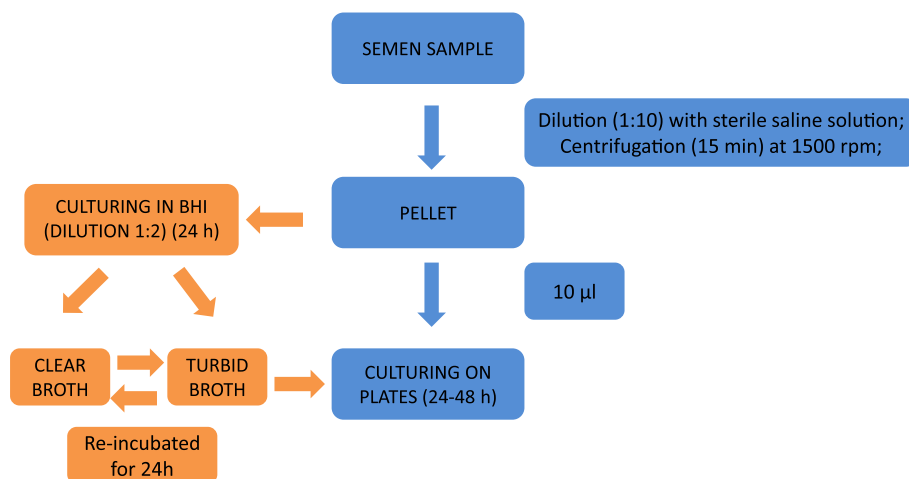 SEMEN SAMPLE
Dilution (1:10) with sterile saline solution;
Centrifugation (15 min) at 1500 rpm;
CULTURING IN BHI
(DILUTION 1:2) (24 h)
PELLET
10 µl
CLEAR
BROTH
TURBID
BROTH
CULTURING ON
PLATES (24-48 h)
Re-incubated
for 24h